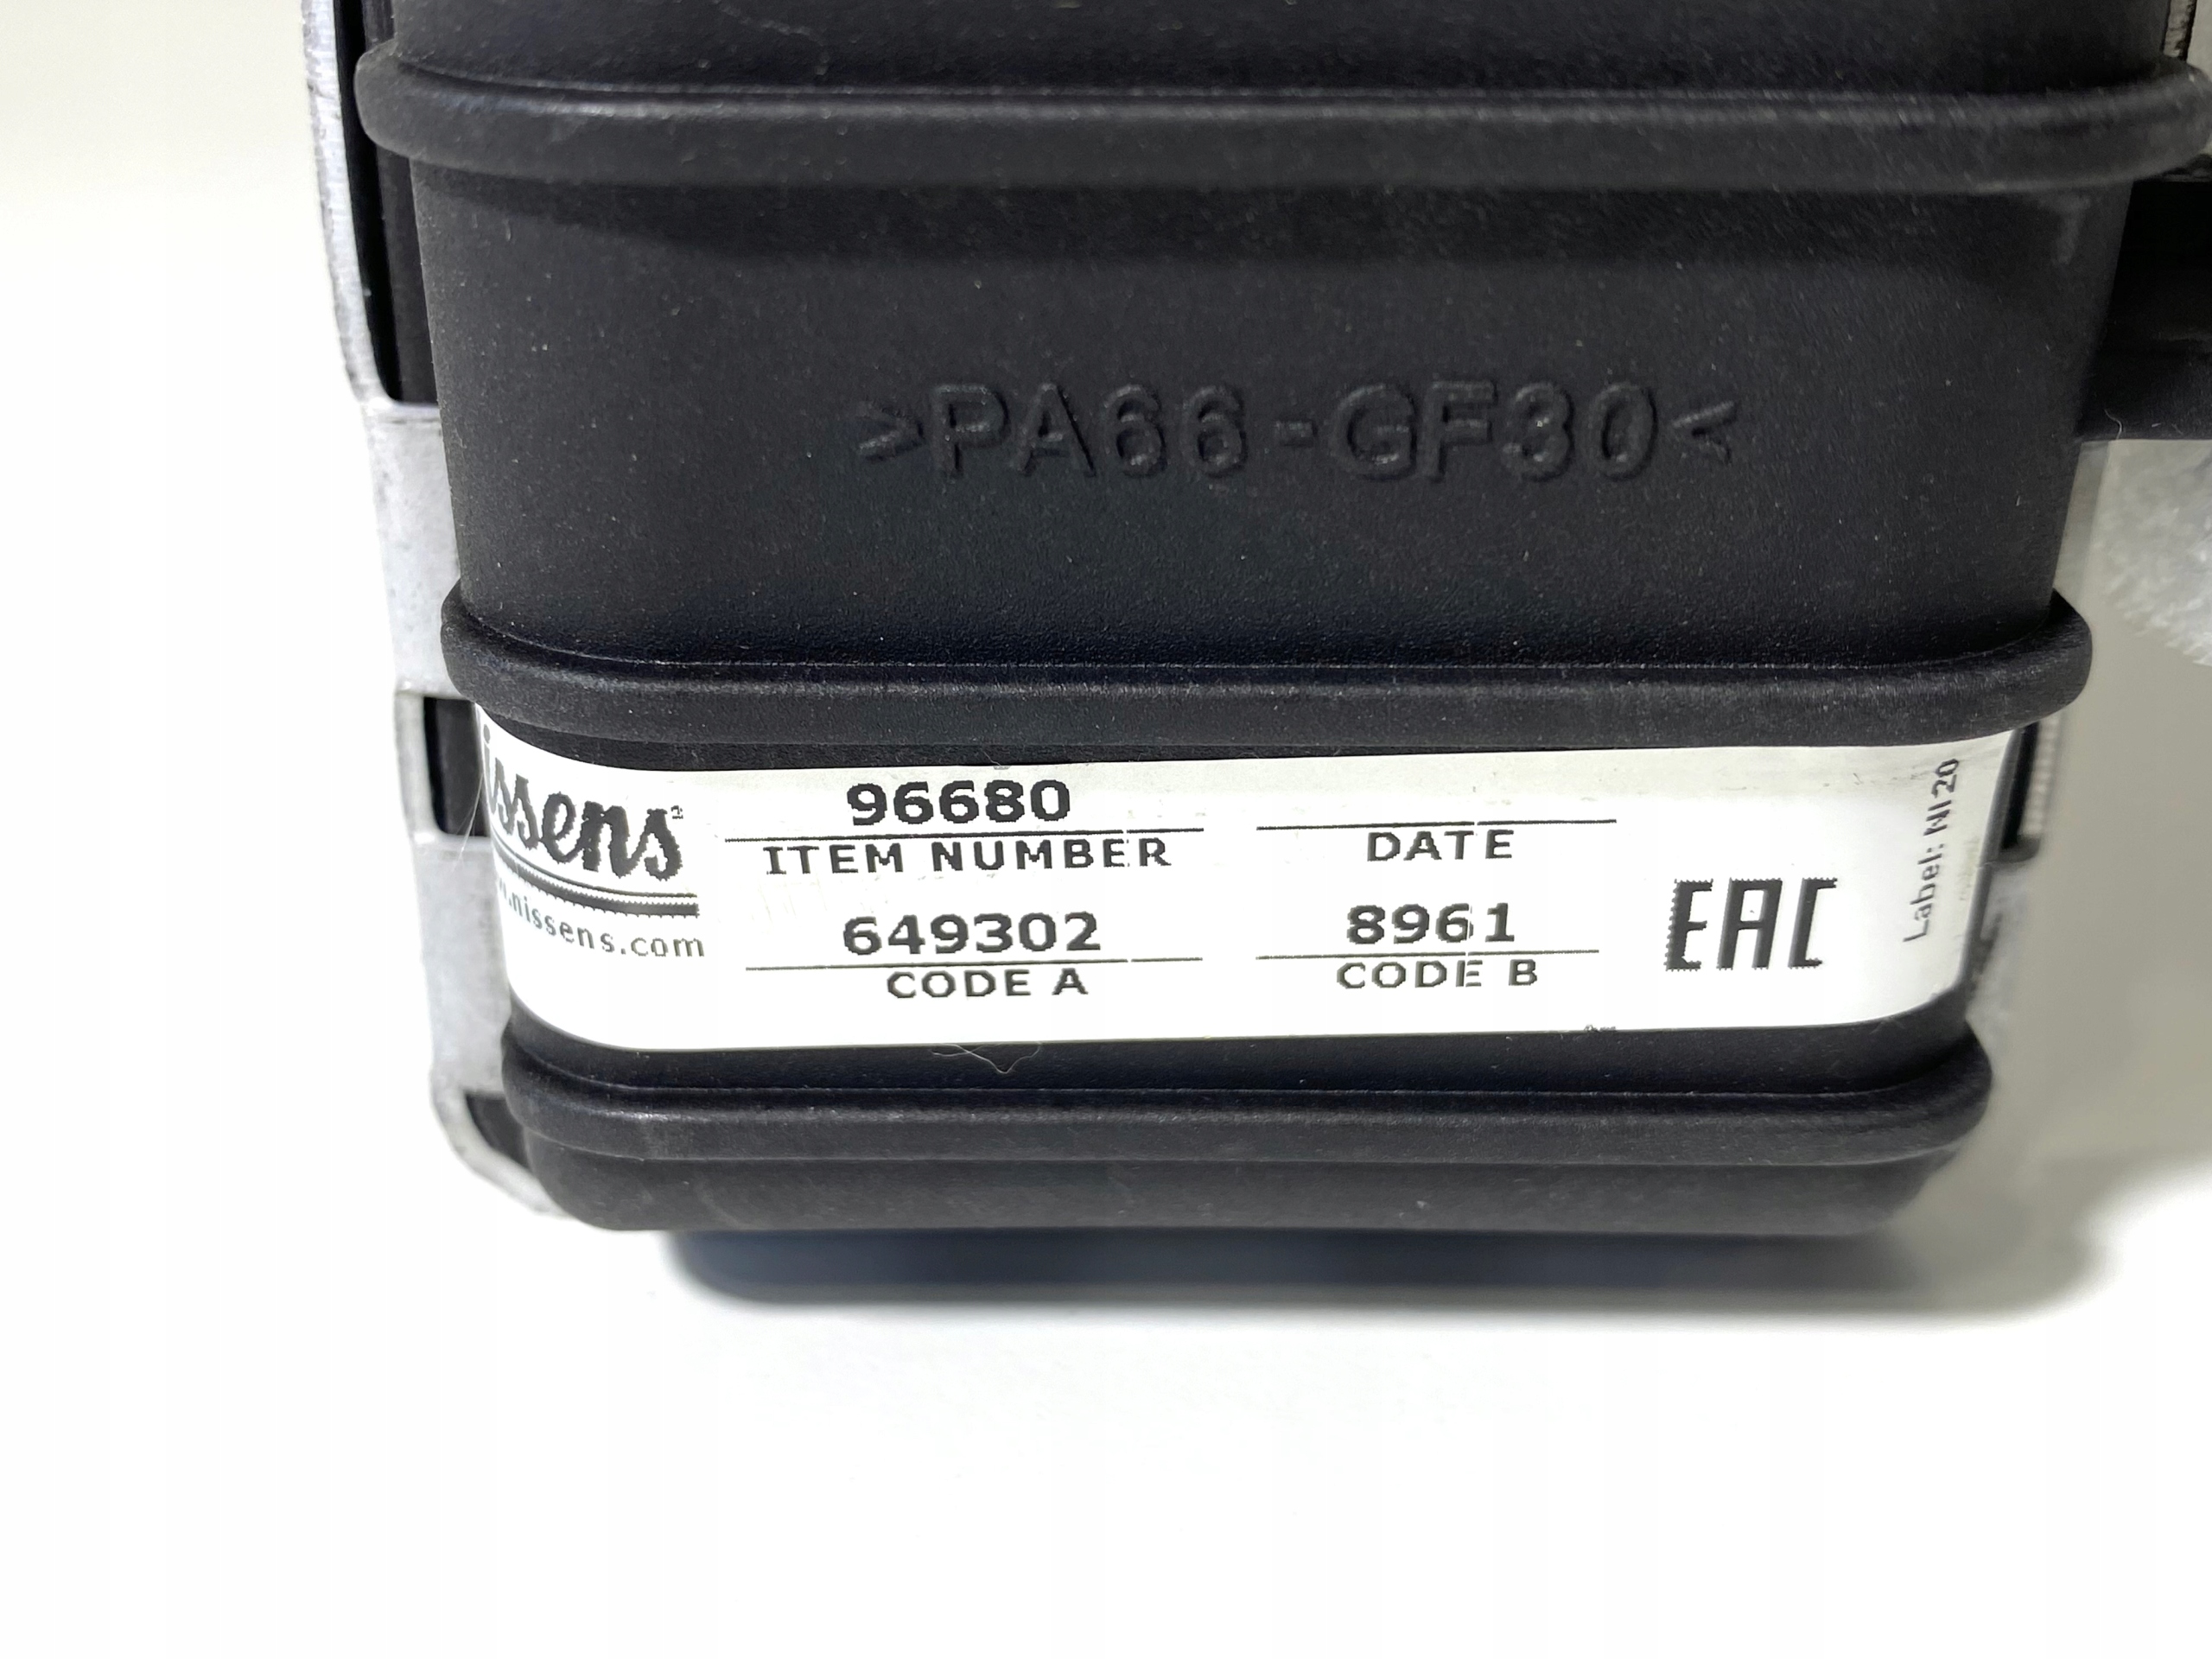 >PA66-GF30<
issens
.nissens.com
96680
ITEM NUMBER
DATE
649302
CODE A
8961
CODE B
EAC
Label: NI20